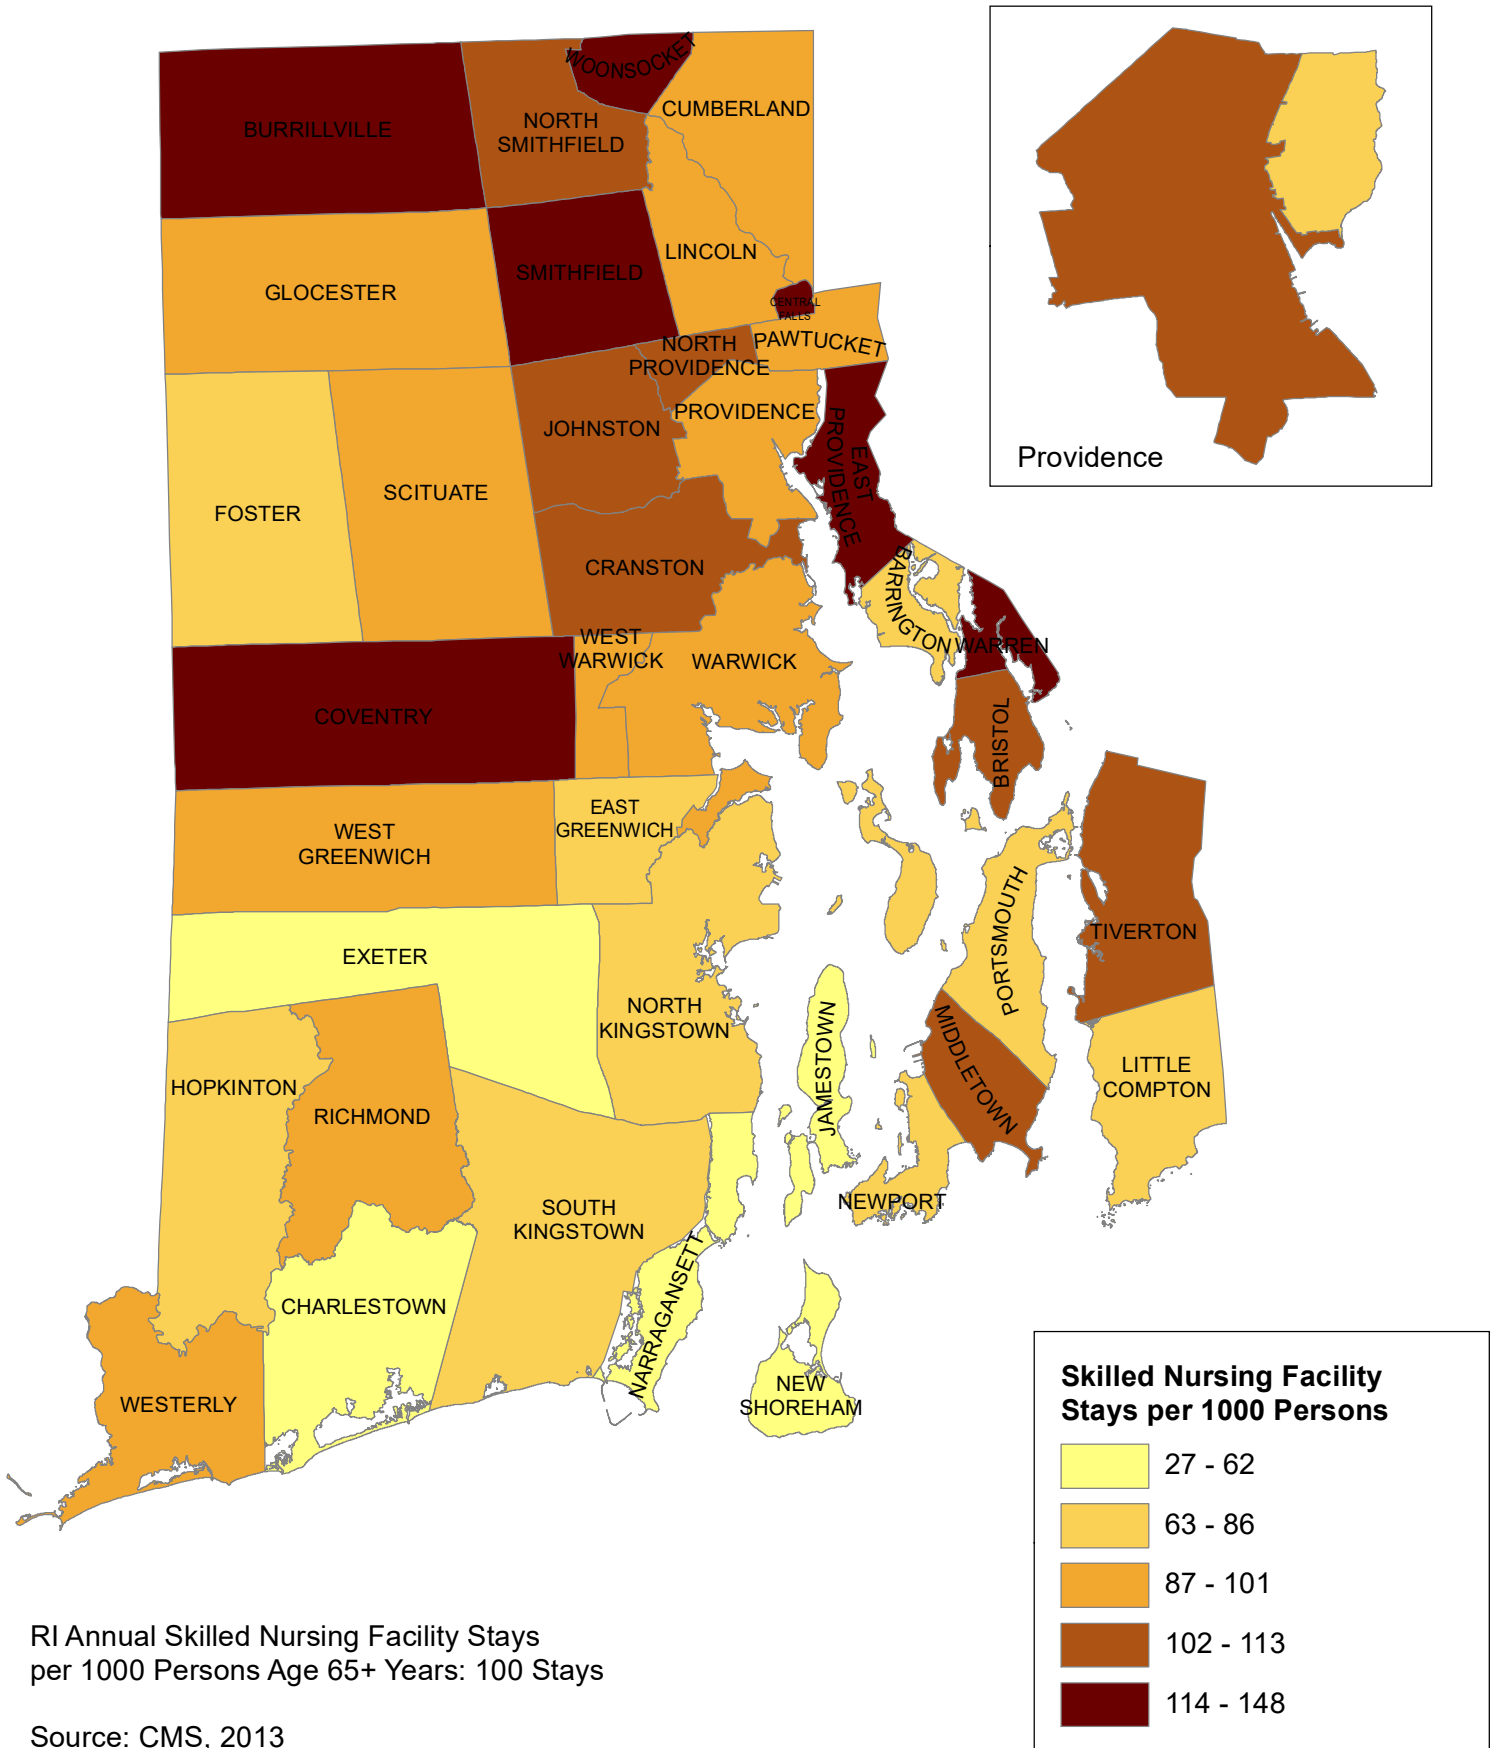 WOONSOCKET
CUMBERLAND
BURRILLVILLE
NORTH
SMITHFIELD
LINCOLN
SMITHFIELD
GLOCESTER
CENTRAL
FALLS
NORTH
PROVIDENCE
PAWTUCKET
PROVIDENCE
JOHNSTON
EAST
PROVIDENCE
SCITUATE
FOSTER
CRANSTON
BARRINGTON
WARREN
WEST
WARWICK
WARWICK
COVENTRY
BRISTOL
EAST
GREENWICH
WEST
GREENWICH
PORTSMOUTH
TIVERTON
EXETER
NORTH
KINGSTOWN
JAMESTOWN
MIDDLETOWN
LITTLE
COMPTON
HOPKINTON
RICHMOND
NEWPORT
SOUTH
KINGSTOWN
NARRAGANSETT
CHARLESTOWN
NEW
SHOREHAM
WESTERLY
Providence
Skilled Nursing Facility
Stays per 1000 Persons
27 - 62
63 - 86
87 - 101
102 - 113
114 - 148
RI Annual Skilled Nursing Facility Stays
per 1000 Persons Age 65+ Years: 100 Stays
Source: CMS, 2013